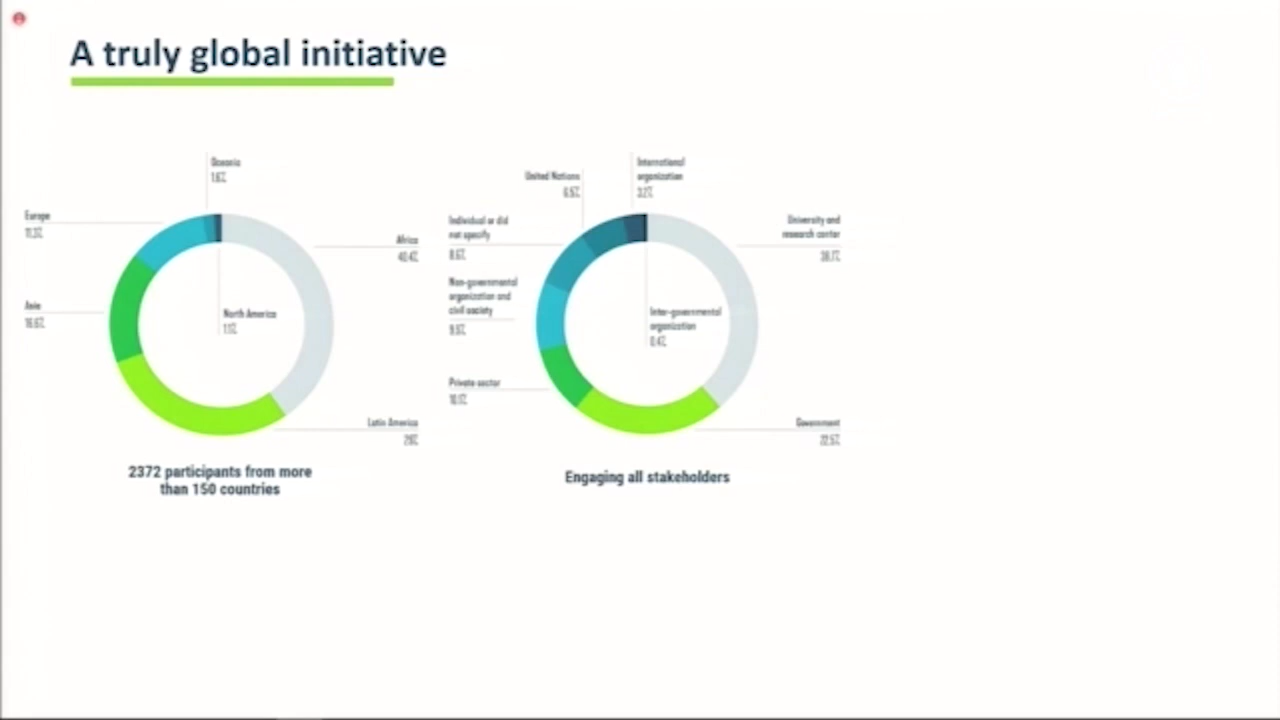 A truly global initiative
Oceania
1.6%
Europe
11.3%
Africa
40.4%
Asia
16.6%
North America
1.1%
Latin America
29%
2372 participants from more
than 150 countries
International
organization
3.2%
United Nations
6.5%
Individual or did
not specify
8.6%
University and
research center
38.7%
Non-governmental
organization and
civil society
9.9%
Inter-governmental
organization
0.4%
Private sector
10.1%
Government
22.5%
Engaging all stakeholders